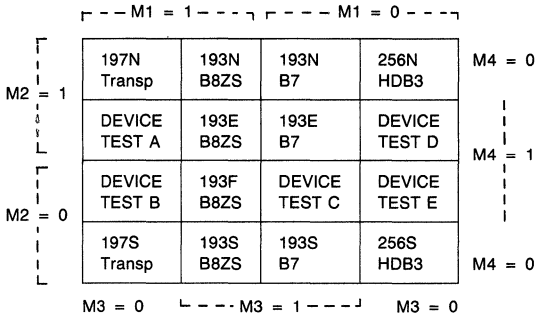 M1 = 1 M1 = 0
197N 193N 193N 256N M4 = 0
Transp B8ZS B7 HDB3
M2 = 1
DEVICE 193E 193E DEVICE
TEST A B8ZS B7 TEST D
M4 = 1
DEVICE 193F DEVICE DEVICE
TEST B B8ZS TEST C TEST E
M2 = 0
197S 193S 193S 256S
Transp B8ZS B7 HDB3 M4 = 0
M3 = 0 M3 = 1 M3 = 0